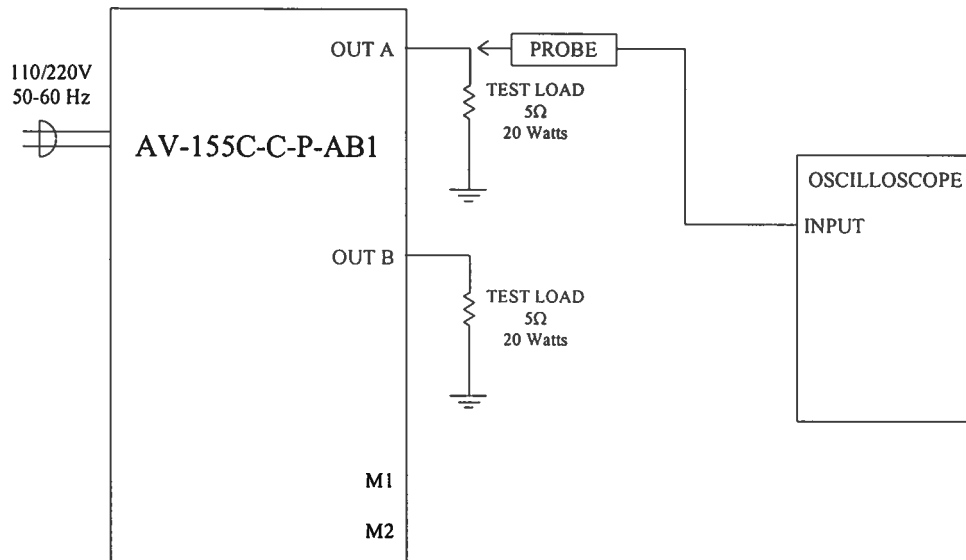 110/220V
50-60 Hz
AV-155C-C-P-AB1
OUT A
PROBE
TEST LOAD
5Ω
20 Watts
OSCILLOSCOPE
INPUT
OUT B
TEST LOAD
5Ω
20 Watts
M1
M2